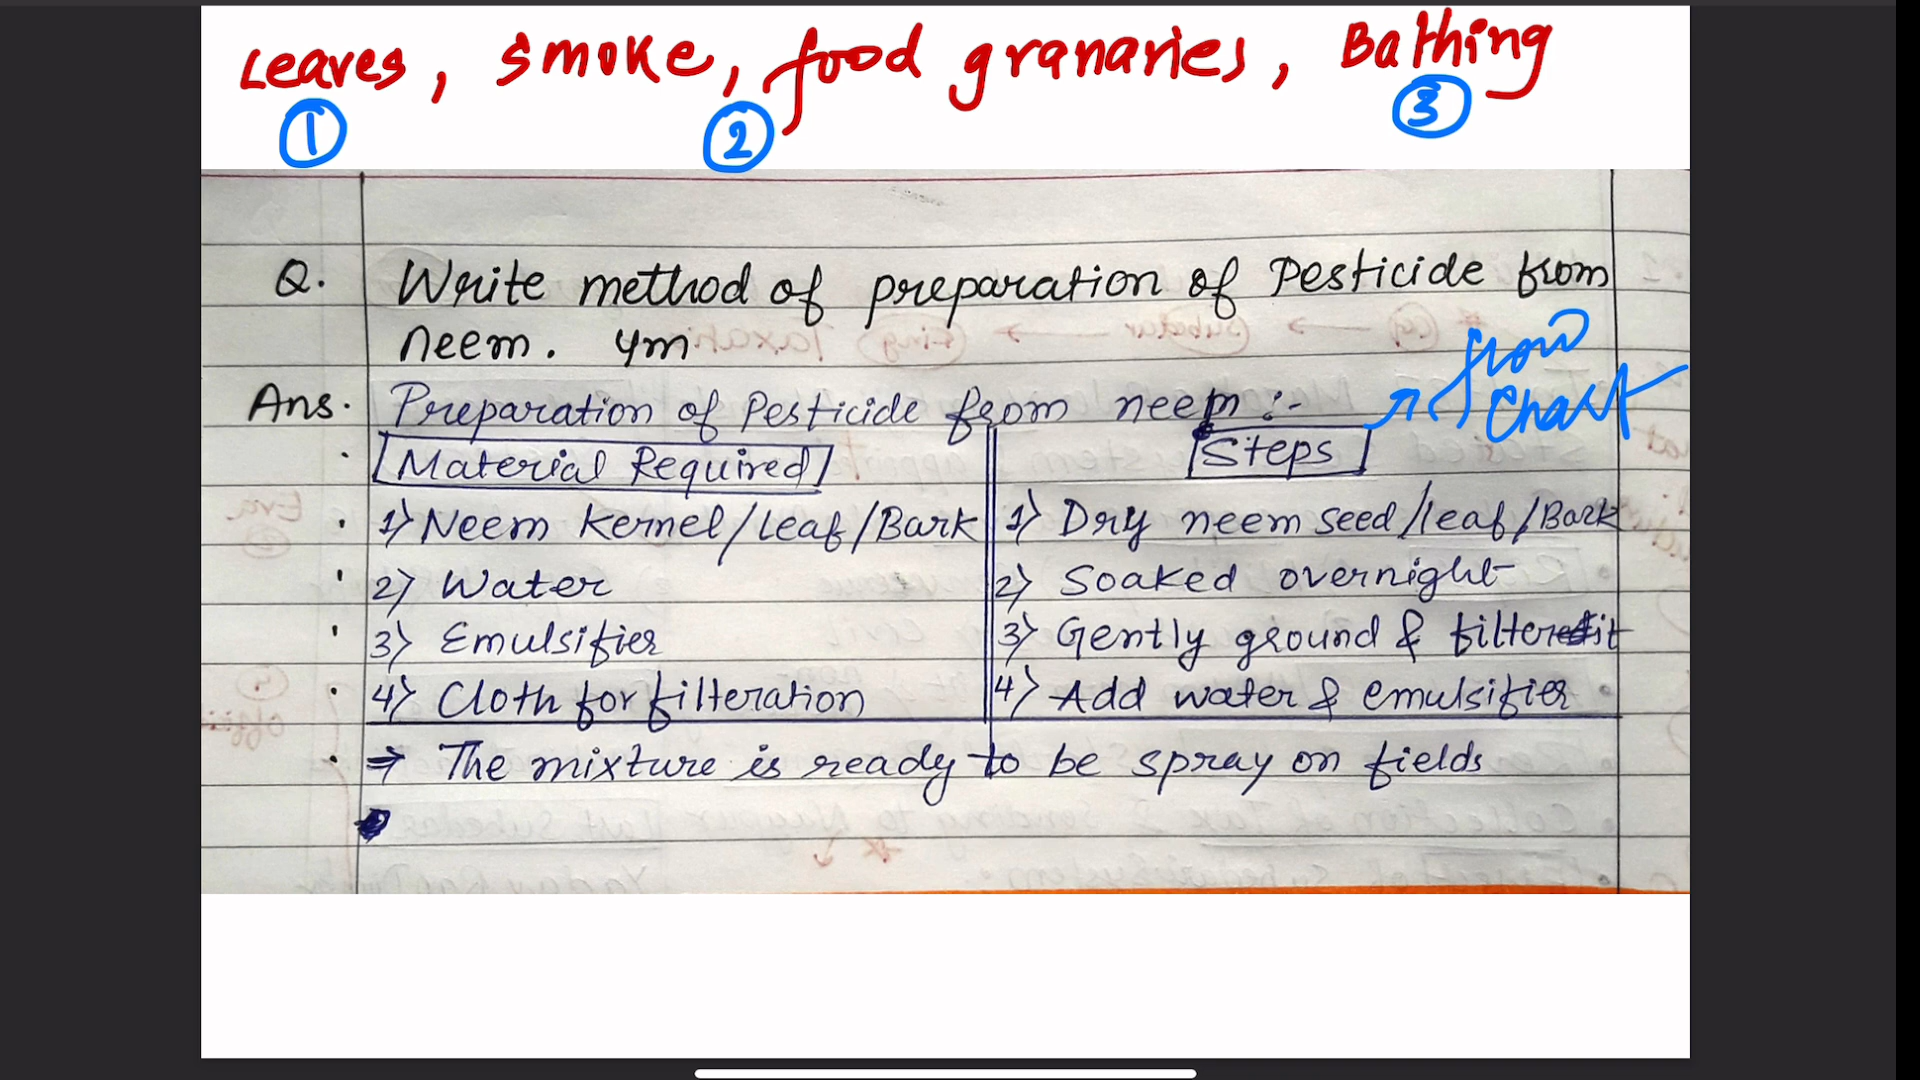 Leaves, smoke, food granaries, Bathing
① ② ③
Q. Write method of preparation of Pesticide from
neem. 4m
flow
chart
Ans. Preparation of Pesticide from neem :-
Material Required Steps
1) Neem kernel/Leaf/Bark 1) Dry neem seed/leaf/Bark
2) Water 2) Soaked overnight
3) Emulsifier 3) Gently ground & filter it
4) Cloth for filteration 4) Add water & emulsifier
⇒ The mixture is ready to be spray on fields